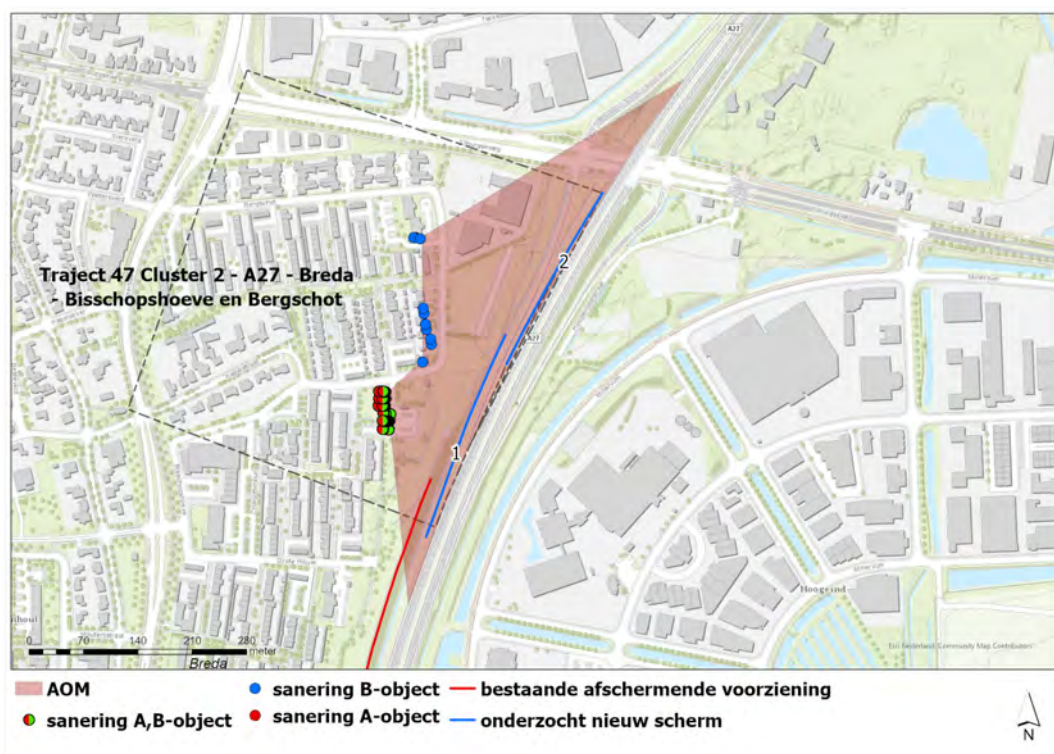 A27
Traject 47 Cluster 2 - A27 - Breda
- Bisschopshoeve en Bergschot
2
A27
1
Hoogeind
0 70 140 210 280
meter
Breda
Esri Nederland, Community Map Contributors
AOM
sanering B-object
bestaande afschermende voorziening
sanering A,B-object
sanering A-object
onderzocht nieuw scherm
N